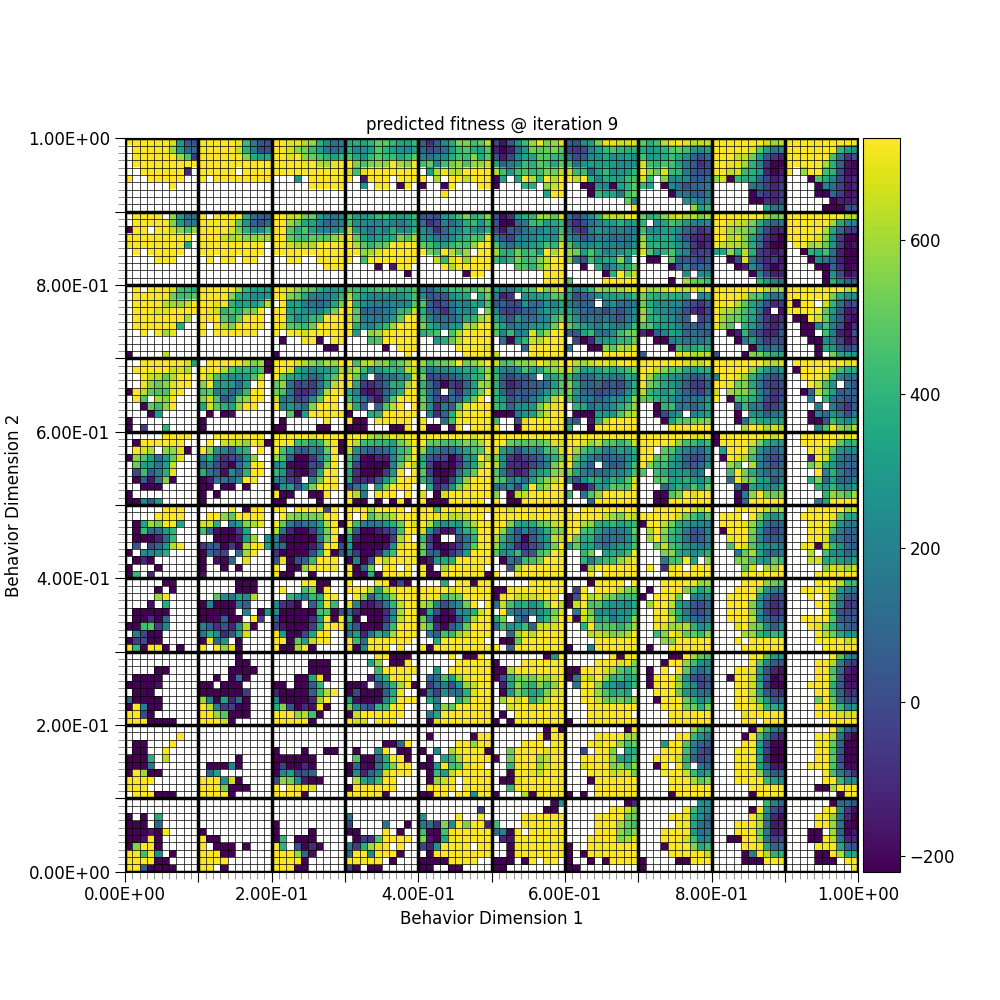 predicted fitness @ iteration 9
1.00E+00
8.00E-01
6.00E-01
4.00E-01
2.00E-01
0.00E+00
Behavior Dimension 2
0.00E+00 2.00E-01 4.00E-01 6.00E-01 8.00E-01 1.00E+00
Behavior Dimension 1
600
400
200
0
−200